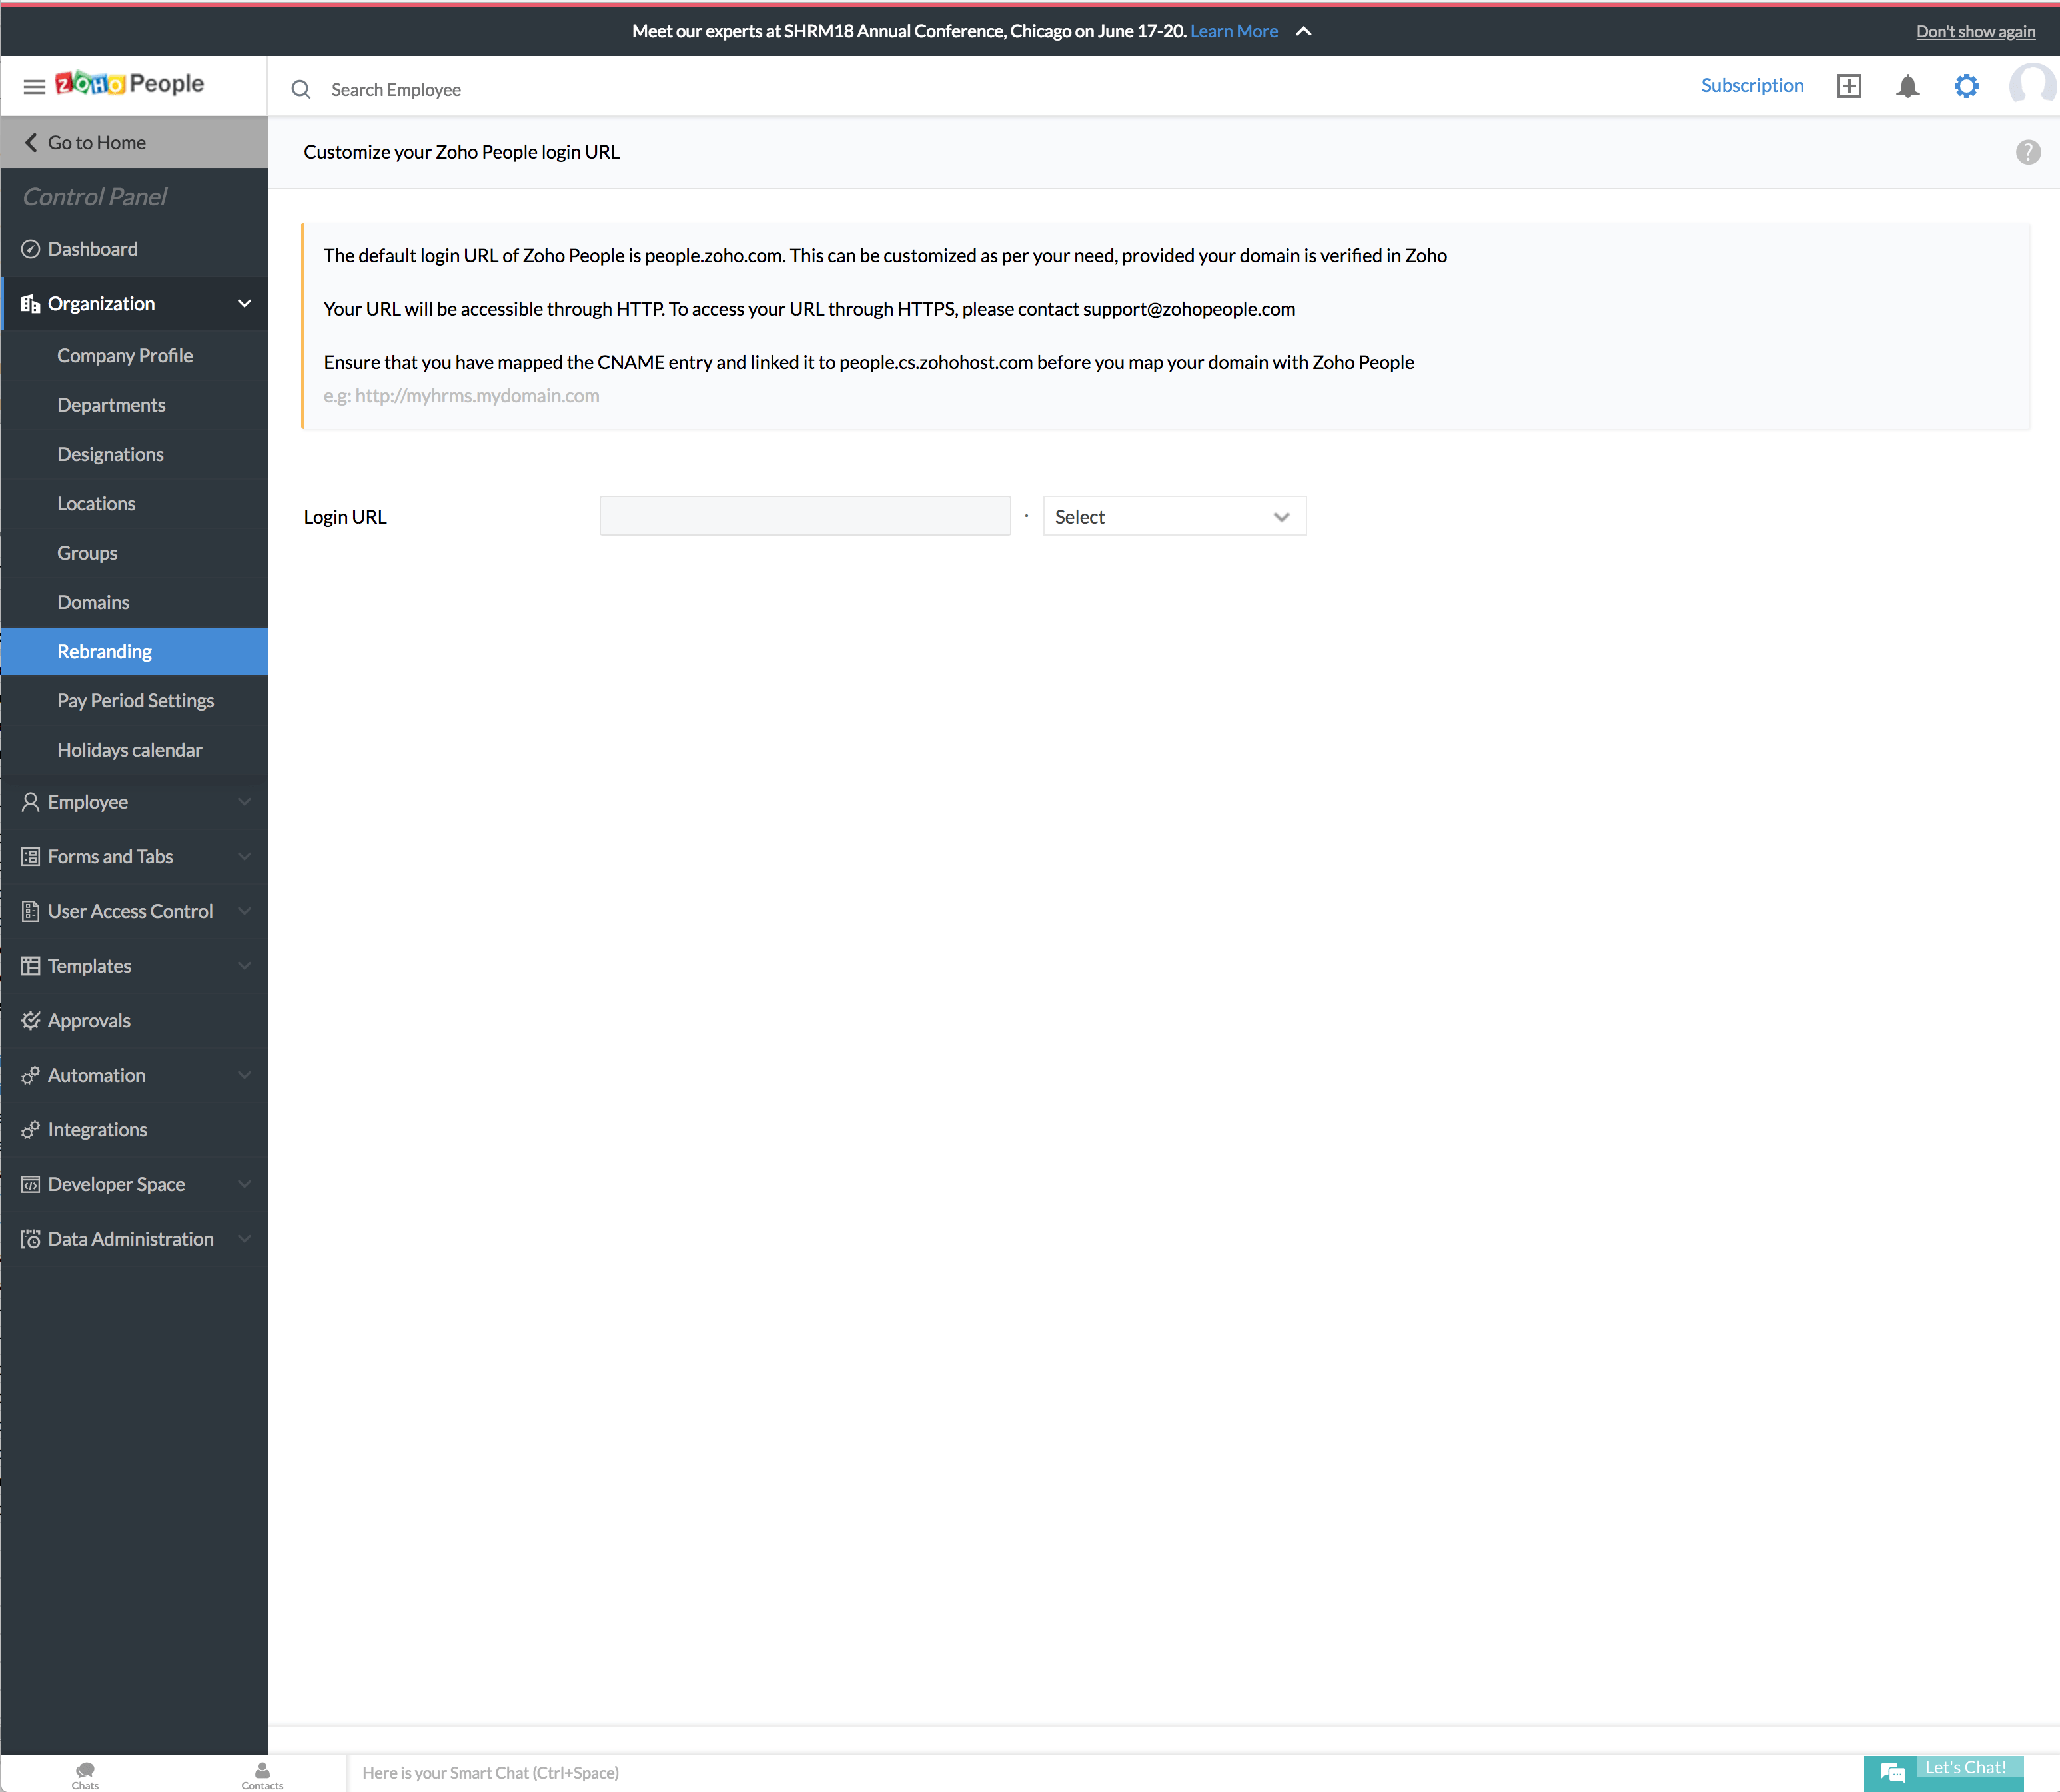 Meet our experts at SHRM18 Annual Conference, Chicago on June 17-20. Learn More
Don't show again
ZOHO People
Search Employee
Subscription
Go to Home
Customize your Zoho People login URL
?
Control Panel
Dashboard
Organization
Company Profile
Departments
Designations
Locations
Groups
Domains
Rebranding
Pay Period Settings
Holidays calendar
Employee
Forms and Tabs
User Access Control
Templates
Approvals
Automation
Integrations
Developer Space
Data Administration
The default login URL of Zoho People is people.zoho.com. This can be customized as per your need, provided your domain is verified in Zoho
Your URL will be accessible through HTTP. To access your URL through HTTPS, please contact support@zohopeople.com
Ensure that you have mapped the CNAME entry and linked it to people.cs.zohohost.com before you map your domain with Zoho People
e.g: http://myhrms.mydomain.com
Login URL . Select
Chats
Contacts
Here is your Smart Chat (Ctrl+Space)
Let's Chat!